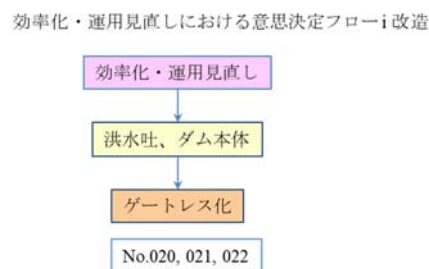 効率化・運用見直しにおける意思決定フローi 改造
効率化・運用見直し
洪水吐、ダム本体
ゲートレス化
No.020, 021, 022